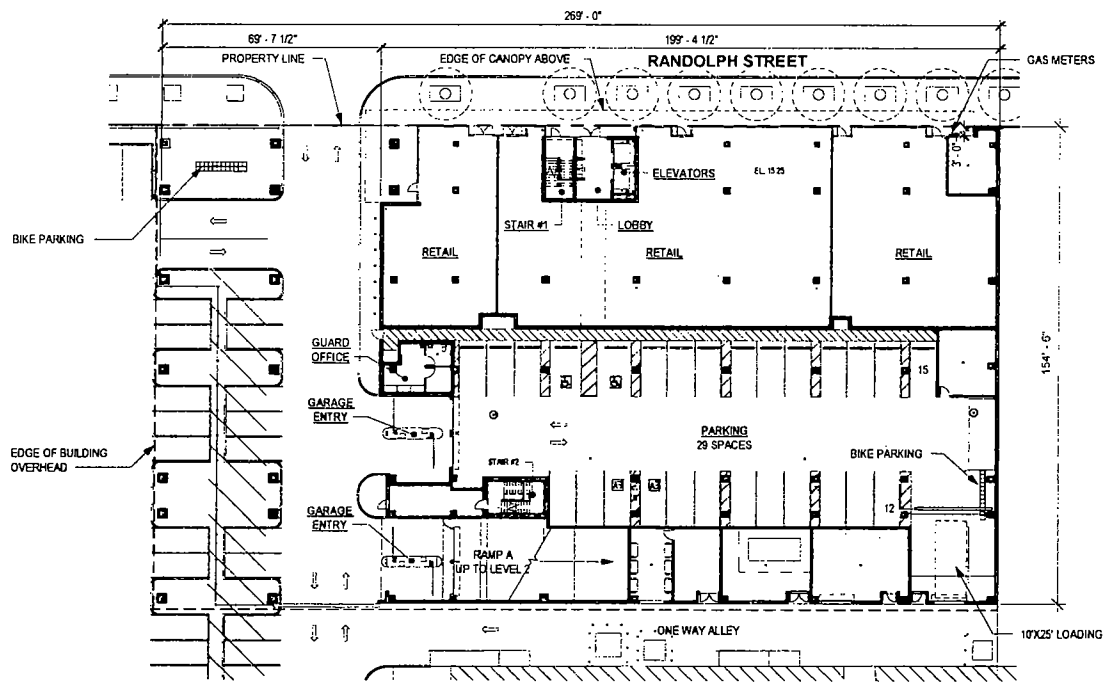 269' - 0"
69' - 7 1/2"
199' - 4 1/2"
PROPERTY LINE
EDGE OF CANOPY ABOVE
RANDOLPH STREET
GAS METERS
3' - 0"
ELEVATORS
EL. 15.25
BIKE PARKING
STAIR #1
LOBBY
RETAIL
RETAIL
RETAIL
154' - 6"
GUARD
OFFICE
15
GARAGE
ENTRY
PARKING
29 SPACES
EDGE OF BUILDING
OVERHEAD
BIKE PARKING
STAIR #2
12
GARAGE
ENTRY
RAMP A
UP TO LEVEL 2
ONE WAY ALLEY
10'X25' LOADING